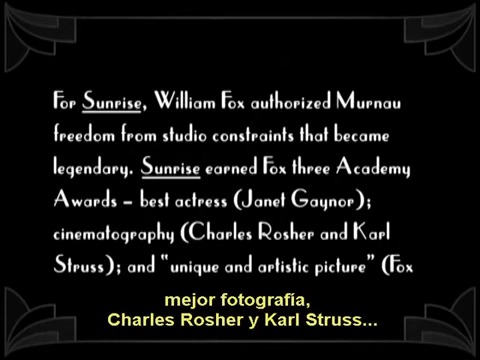 For Sunrise, William Fox authorized Murnau
freedom from studio constraints that became
legendary. Sunrise earned Fox three Academy
Awards – best actress (Janet Gaynor);
cinematography (Charles Rosher and Karl
Struss); and "unique and artistic picture" (Fox
mejor fotografía,
Charles Rosher y Karl Struss...